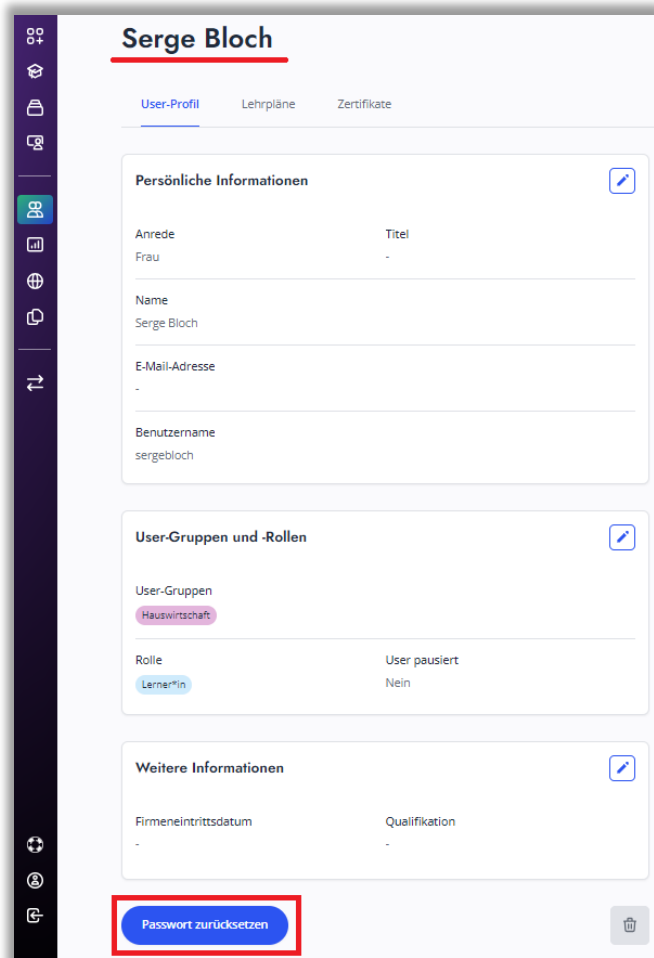 Serge Bloch
User-Profil Lehrpläne Zertifikate
Persönliche Informationen
Anrede Titel
Frau -
Name
Serge Bloch
E-Mail-Adresse
-
Benutzername
sergebloch
User-Gruppen und -Rollen
User-Gruppen
Hauswirtschaft
Rolle User pausiert
Lerner*in Nein
Weitere Informationen
Firmeneintrittsdatum Qualifikation
- -
Passwort zurücksetzen